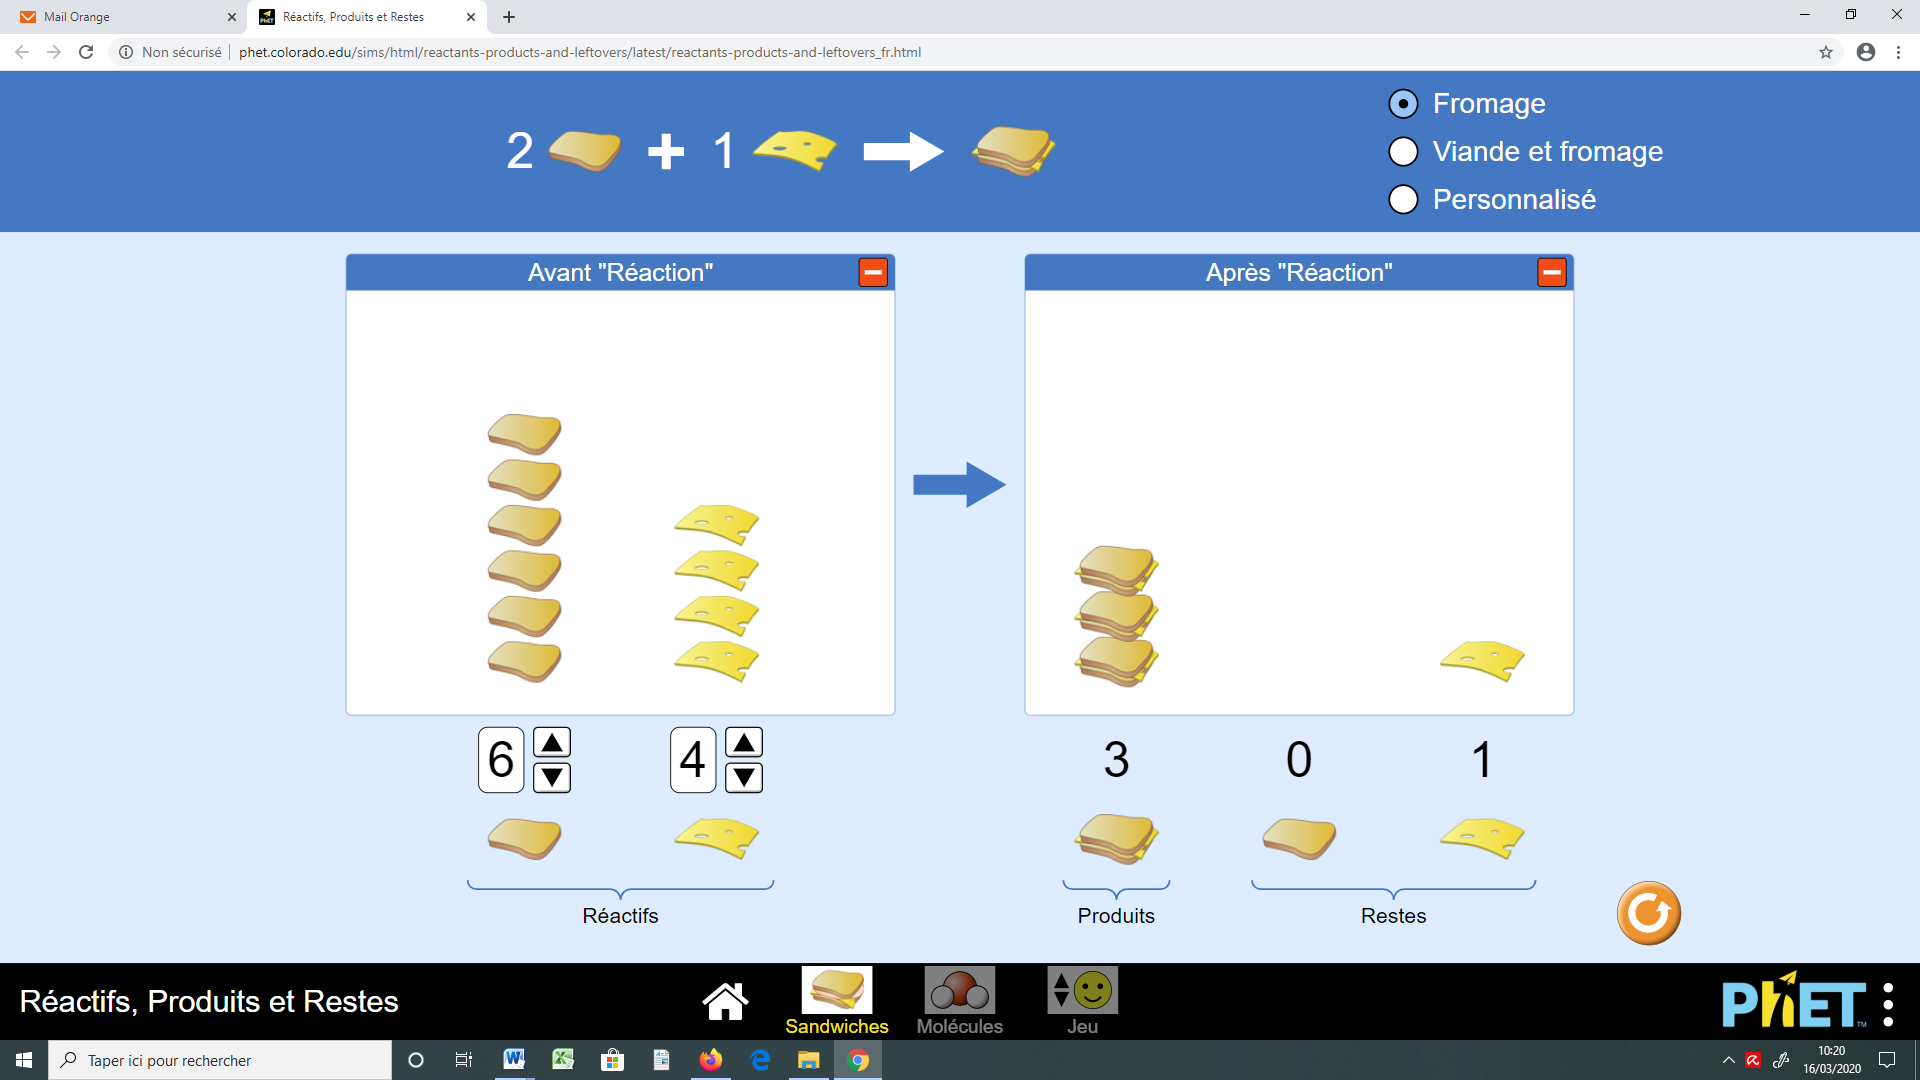 Mail Orange
Réactifs, Produits et Restes
Non sécurisé
phet.colorado.edu/sims/html/reactants-products-and-leftovers/latest/reactants-products-and-leftovers_fr.html
2 + 1
Fromage
Viande et fromage
Personnalisé
Avant "Réaction"
Après "Réaction"
6 4 3 0 1
Réactifs
Produits
Restes
Réactifs, Produits et Restes
Sandwiches
Molécules
Jeu
PhET
Taper ici pour rechercher
10:20
16/03/2020